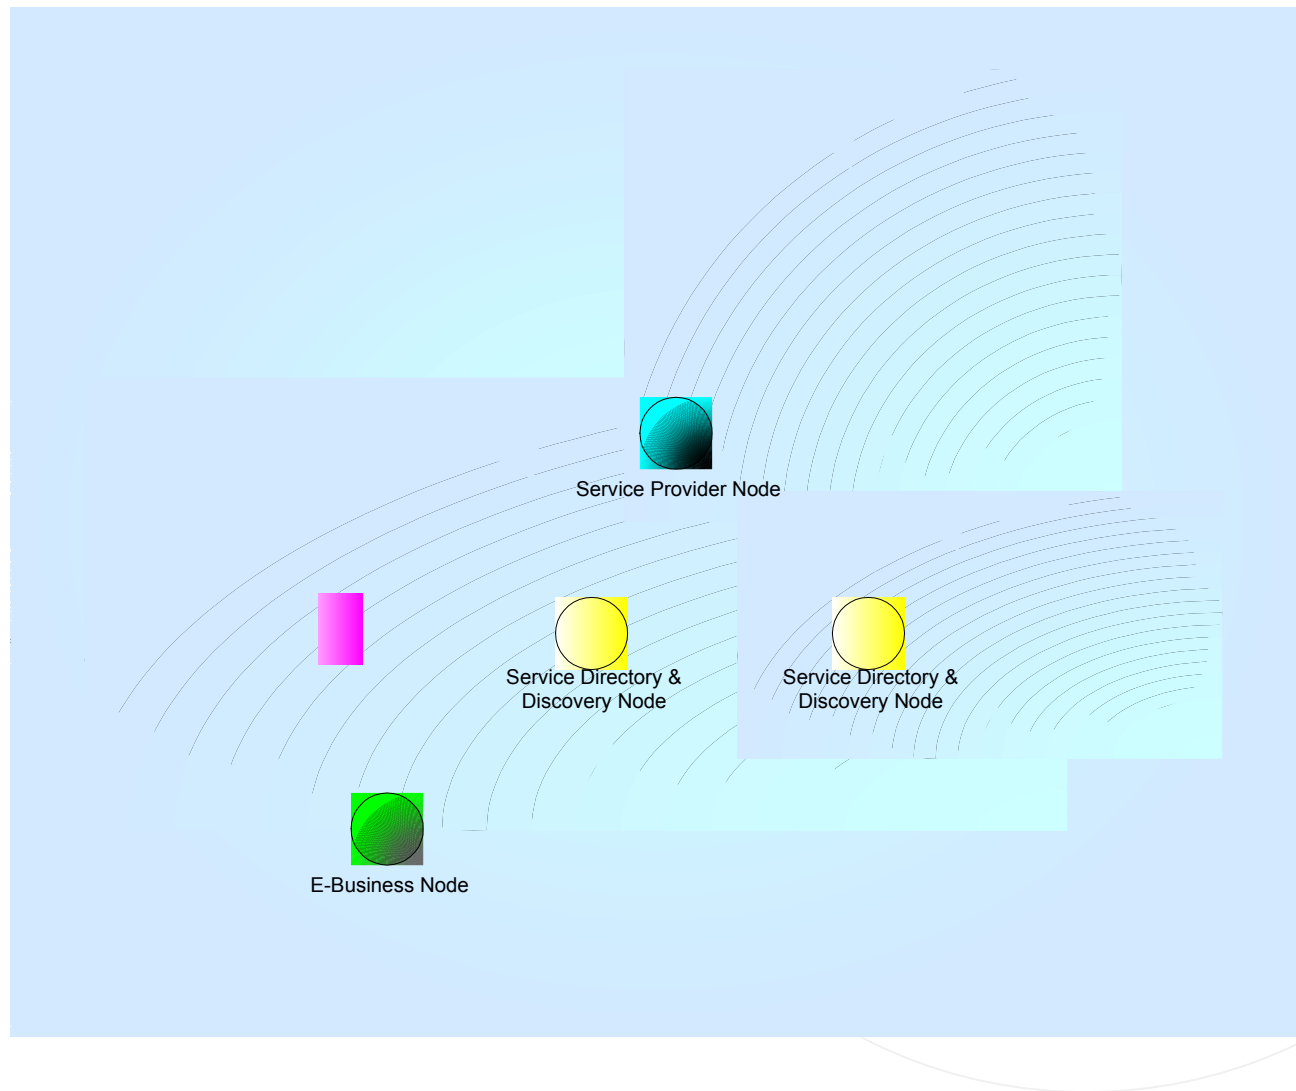 Service Provider Node
Service Directory &
Discovery Node
Service Directory &
Discovery Node
E-Business Node